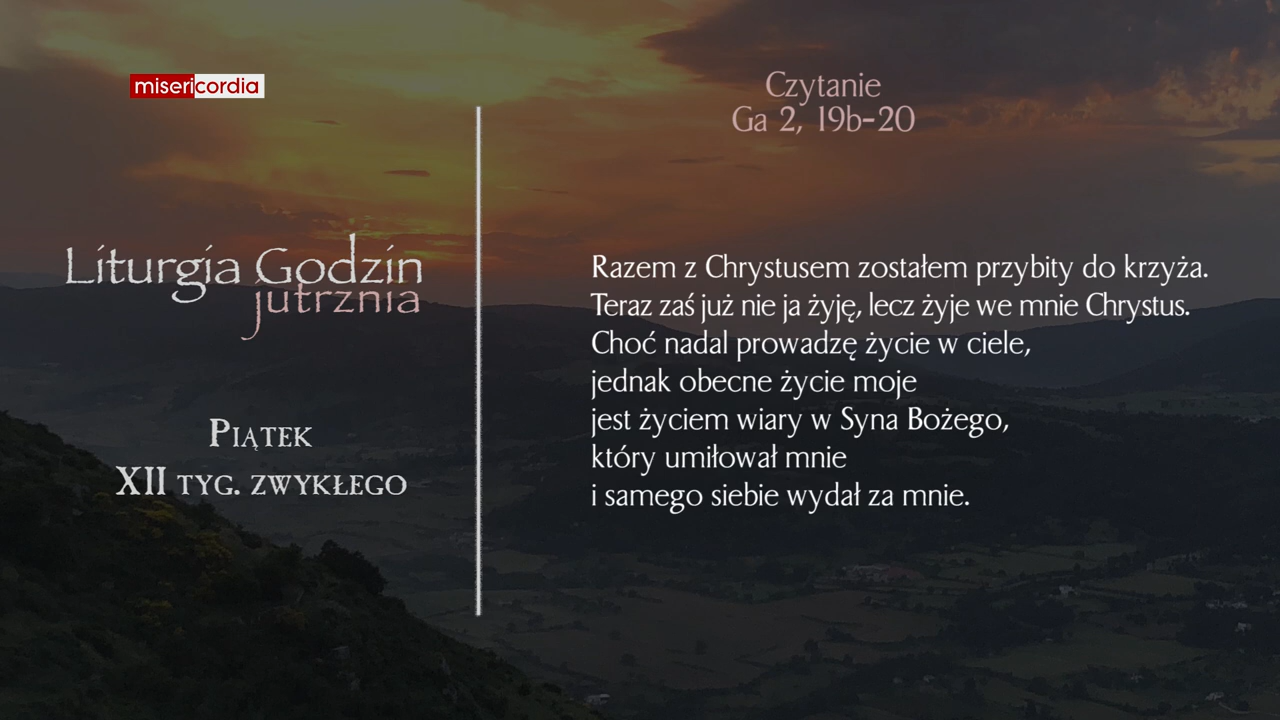 misericordia
Liturgia Godzin
jutrznia
Piątek
XII tyg. zwykłego
Czytanie
Ga 2, 19b-20
Razem z Chrystusem zostałem przybity do krzyża.
Teraz zaś już nie ja żyję, lecz żyje we mnie Chrystus.
Choć nadal prowadzę życie w ciele,
jednak obecne życie moje
jest życiem wiary w Syna Bożego,
który umiłował mnie
i samego siebie wydał za mnie.